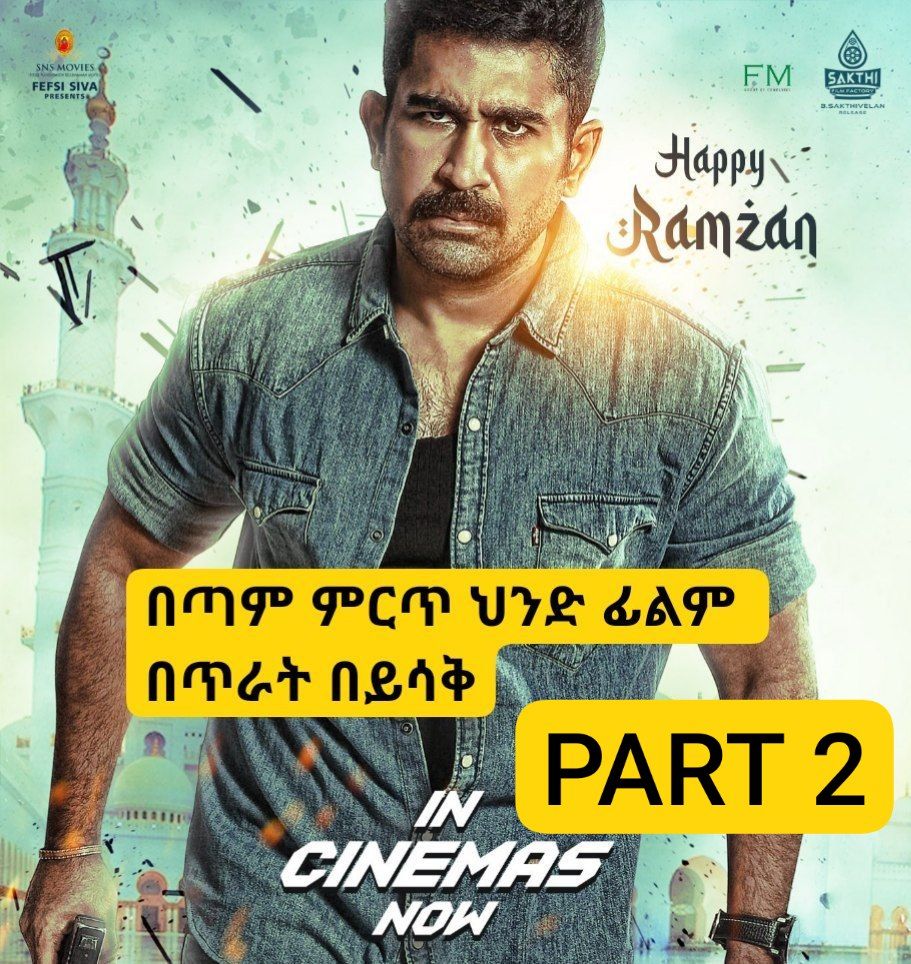 SNS MOVIES
FEFSI SIVA
PRESENTS
FM
SAKTHI
FILM FACTORY
B.SAKTHIVELAN
RELEASE
Happy
Ramzan
በጣም ምርጥ ህንድ ፊልም
በጥራት በይሳቅ
PART 2
IN
CINEMAS
NOW